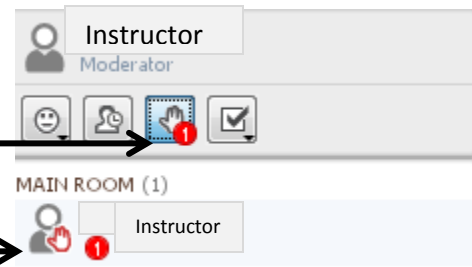 Instructor
Moderator
1
MAIN ROOM (1)
1
Instructor